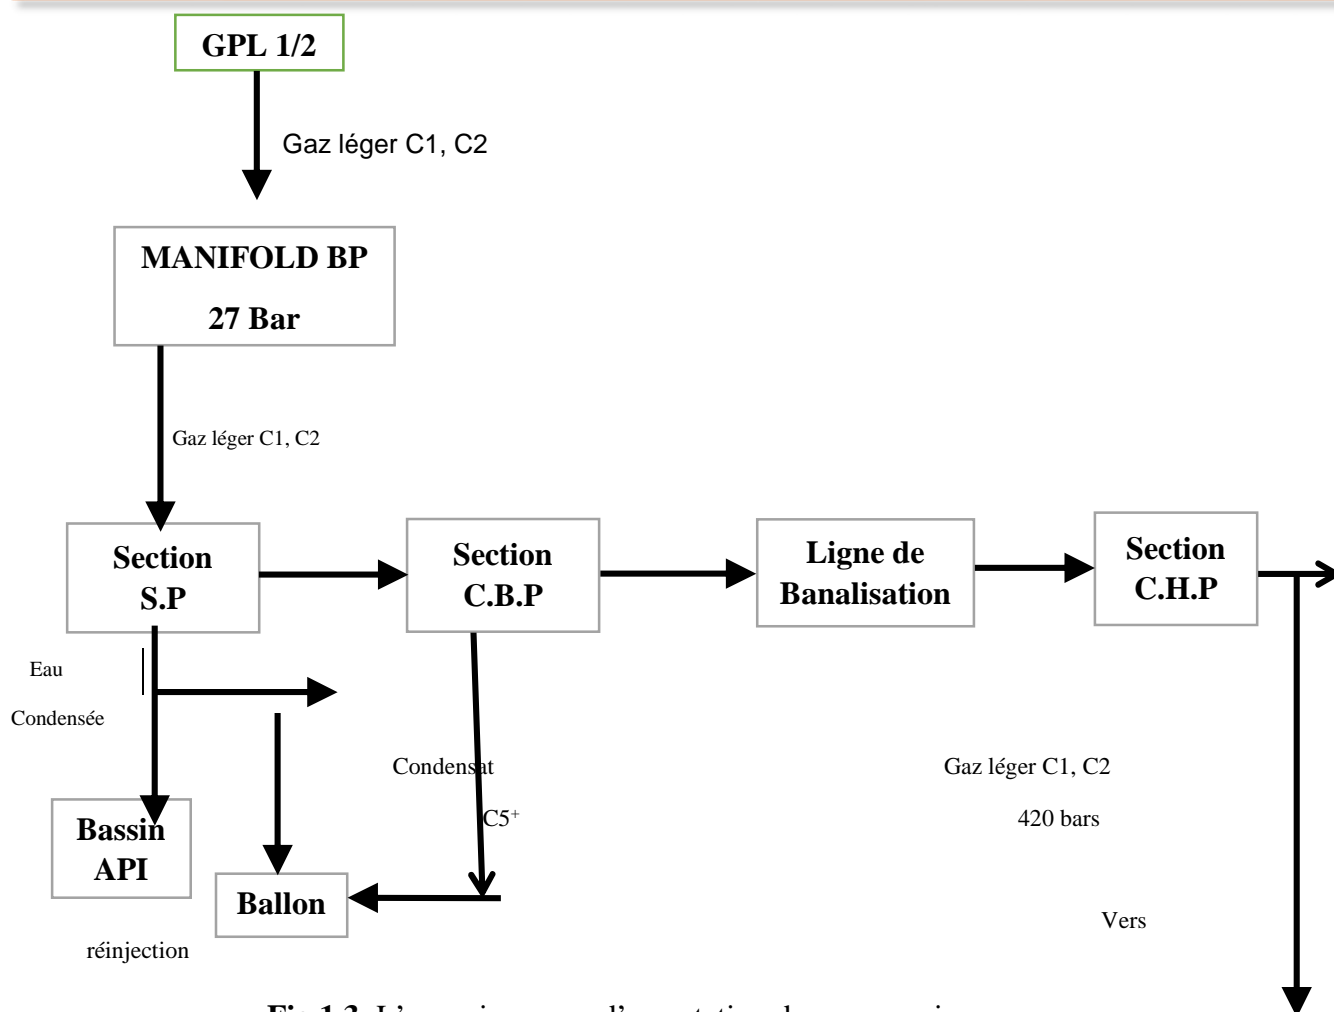 GPL 1/2
Gaz léger C1, C2
MANIFOLD BP
27 Bar
Gaz léger C1, C2
Section
S.P
Section
C.B.P
Ligne de
Banalisation
Section
C.H.P
Eau
Condensée
Condensat
C5⁺
Gaz léger C1, C2
420 bars
Bassin
API
Ballon
Vers
réinjection